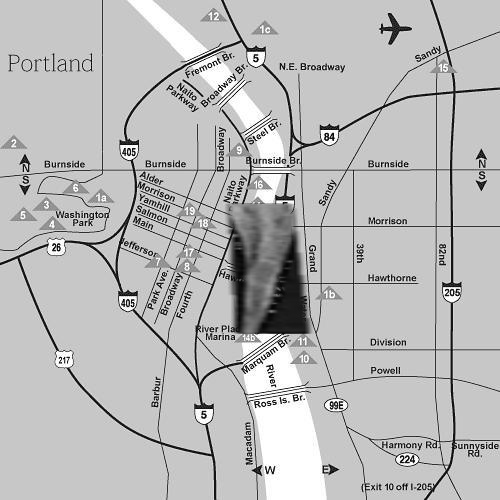 12
1c
Portland
Fremont Br.
5
Sandy
15
N.E. Broadway
Naito
Parkway
Broadway Br.
Steel Br.
84
2
405
Broadway
9
N
S
Burnside
Burnside
Burnside Br.
Burnside
N
S
6
1a
Alder
Morrison
Yamhill
Salmon
Main
Naito
16
5
Sandy
3
5
4
Washington
Park
19
18
Morrison
26
Jefferson
7
17
8
Grand
39th
82nd
Hawthorne
405
Park Ave.
Broadway
Fourth
1b
205
River Pla
Marina
14b
11
Division
217
Marquam Br.
10
Powell
River
Barbur
5
Ross Is. Br.
99E
Macadam
Harmony Rd.
Sunnyside
Rd.
224
W
E
(Exit 10 off I-205)